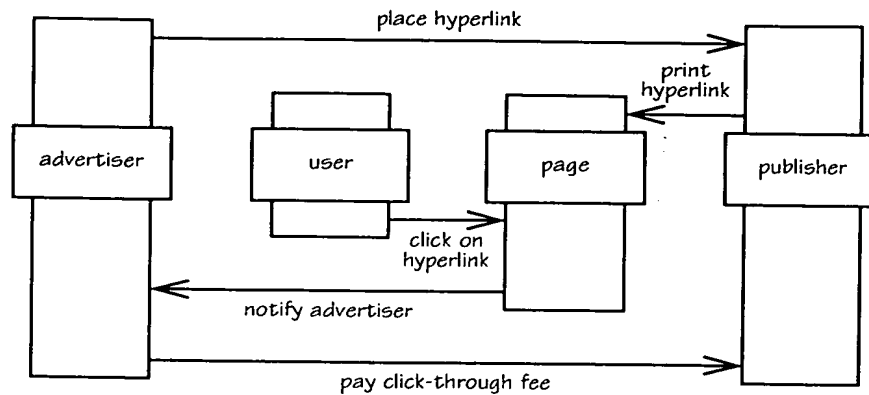 place hyperlink
print
hyperlink
advertiser
user
page
publisher
click on
hyperlink
notify advertiser
pay click-through fee